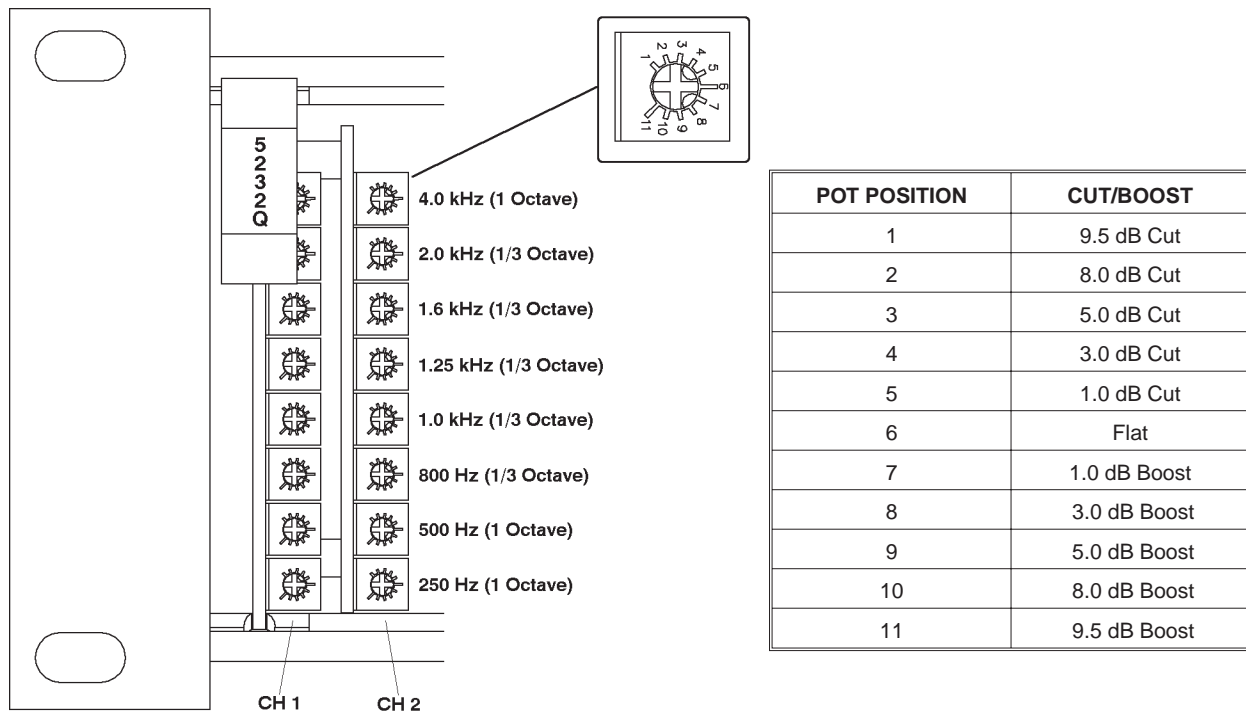 5
2
3
2
Q
1
2
3
4
5
6
7
8
9
10
11
4.0 kHz (1 Octave)
2.0 kHz (1/3 Octave)
1.6 kHz (1/3 Octave)
1.25 kHz (1/3 Octave)
1.0 kHz (1/3 Octave)
800 Hz (1/3 Octave)
500 Hz (1 Octave)
250 Hz (1 Octave)
CH 1 CH 2
POT POSITION CUT/BOOST
1 9.5 dB Cut
2 8.0 dB Cut
3 5.0 dB Cut
4 3.0 dB Cut
5 1.0 dB Cut
6 Flat
7 1.0 dB Boost
8 3.0 dB Boost
9 5.0 dB Boost
10 8.0 dB Boost
11 9.5 dB Boost